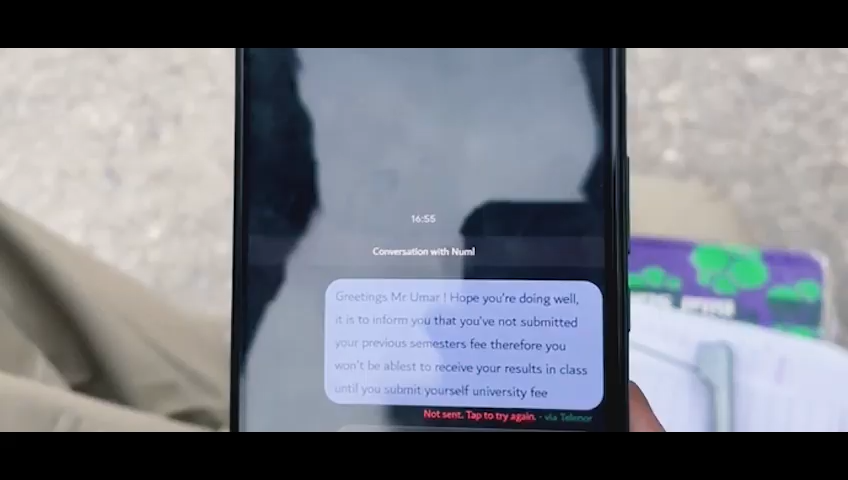 16:55
Conversation with Numl
Greetings Mr Umar ! Hope you're doing well,
it is to inform you that you've not submitted
your previous semesters fee therefore you
won't be ablest to receive your results in class
until you submit yourself university fee
Not sent. Tap to try again. • via Telenor